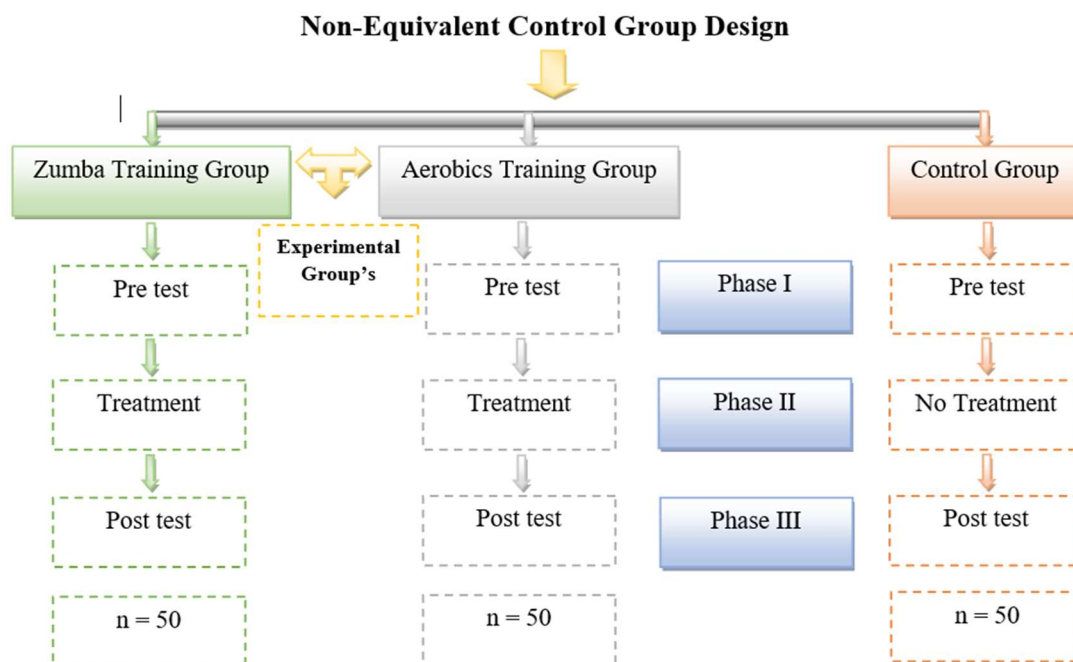 Non-Equivalent Control Group Design
Zumba Training Group
Aerobics Training Group
Control Group
Experimental
Group's
Pre test
Pre test
Phase I
Pre test
Treatment
Treatment
Phase II
No Treatment
Post test
Post test
Phase III
Post test
n = 50
n = 50
n = 50